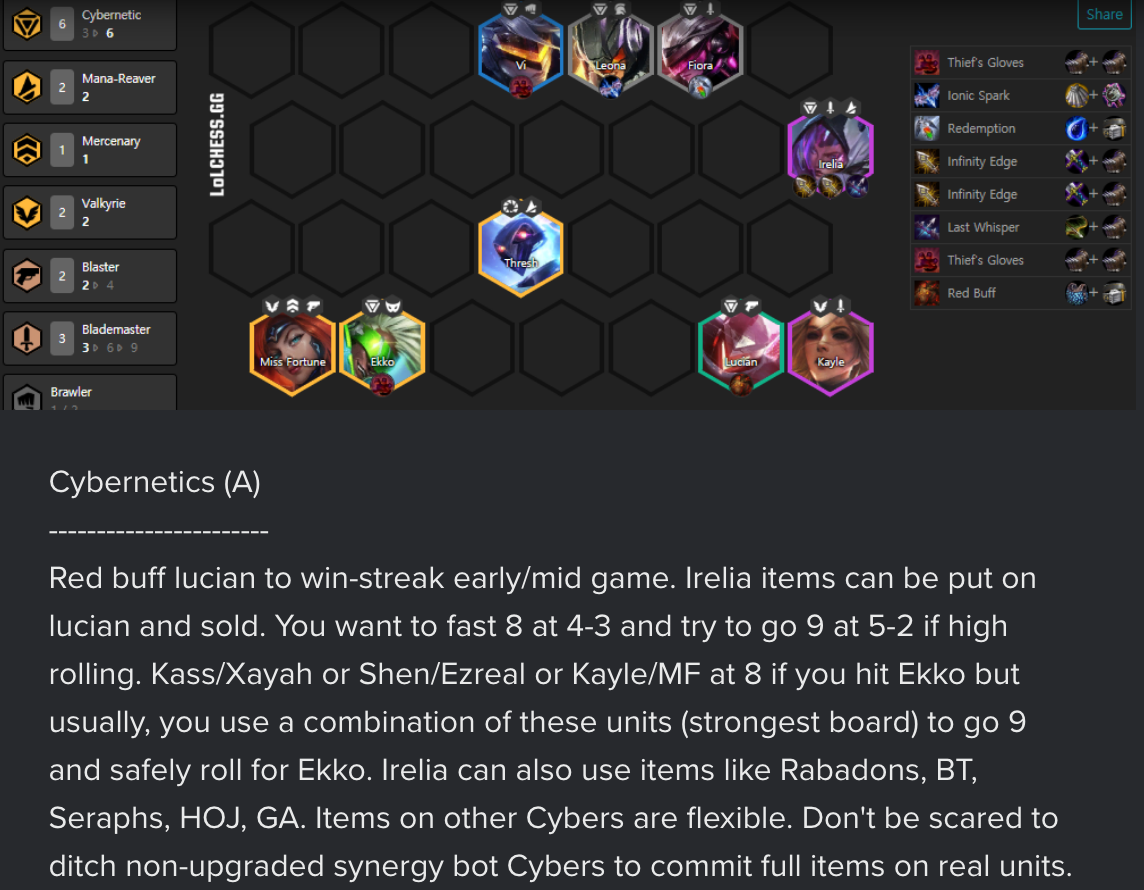 6 Cybernetic
3 ▸ 6
2 Mana-Reaver
2
1 Mercenary
1
2 Valkyrie
2
2 Blaster
2 ▸ 4
3 Blademaster
3 ▸ 6 ▸ 9
Brawler
LoLCHESS.GG
Vi
Leona
Fiora
Irelia
Thresh
Miss Fortune
Ekko
Lucian
Kayle
Share
Thief's Gloves +
Ionic Spark +
Redemption +
Infinity Edge +
Infinity Edge +
Last Whisper +
Thief's Gloves +
Red Buff +
Cybernetics (A)
-----------------------
Red buff lucian to win-streak early/mid game. Irelia items can be put on
lucian and sold. You want to fast 8 at 4-3 and try to go 9 at 5-2 if high
rolling. Kass/Xayah or Shen/Ezreal or Kayle/MF at 8 if you hit Ekko but
usually, you use a combination of these units (strongest board) to go 9
and safely roll for Ekko. Irelia can also use items like Rabadons, BT,
Seraphs, HOJ, GA. Items on other Cybers are flexible. Don't be scared to
ditch non-upgraded synergy bot Cybers to commit full items on real units.